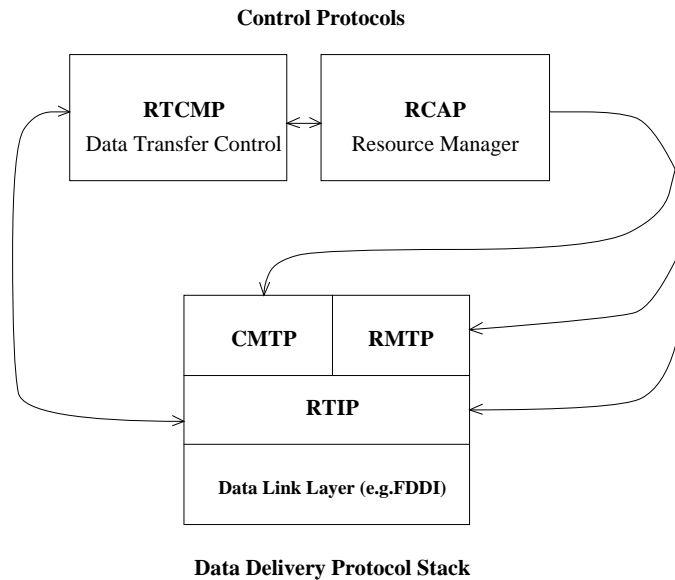 Control Protocols
RTCMP
Data Transfer Control
RCAP
Resource Manager
CMTP
RMTP
RTIP
Data Link Layer (e.g.FDDI)
Data Delivery Protocol Stack